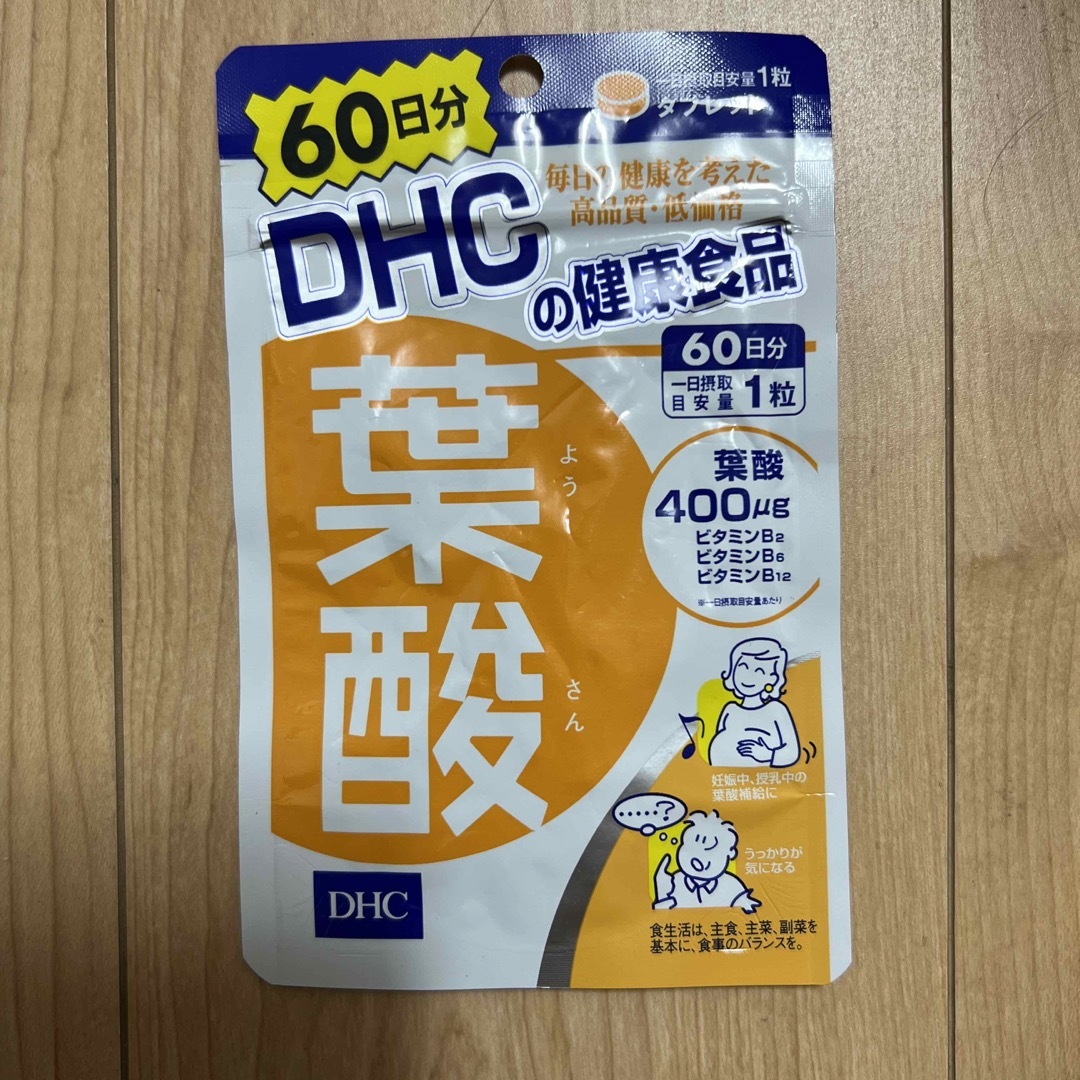 60日分
一日摂取目安量1粒
タブレット
毎日の健康を考えた
高品質・低価格
DHCの健康食品
60日分
一日摂取目安量 1粒
葉酸
ようさん
葉酸
400μg
ビタミンB2
ビタミンB6
ビタミンB12
※一日摂取目安量あたり
妊娠中、授乳中の
葉酸補給に
……?
うっかりが
気になる
DHC
食生活は、主食、主菜、副菜を
基本に、食事のバランスを。